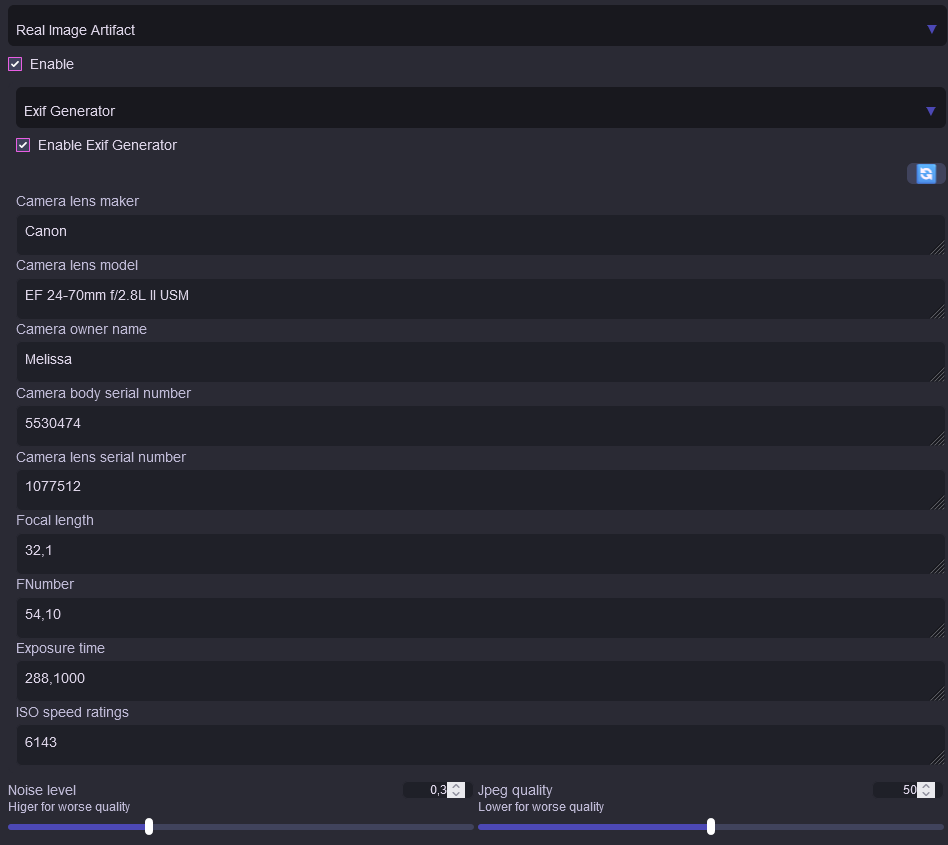 Real Image Artifact
Enable
Exif Generator
Enable Exif Generator
Camera lens maker
Canon
Camera lens model
EF 24-70mm f/2.8L II USM
Camera owner name
Melissa
Camera body serial number
5530474
Camera lens serial number
1077512
Focal length
32,1
FNumber
54,10
Exposure time
288,1000
ISO speed ratings
6143
Noise level 0,3 Jpeg quality 50
Higer for worse quality Lower for worse quality